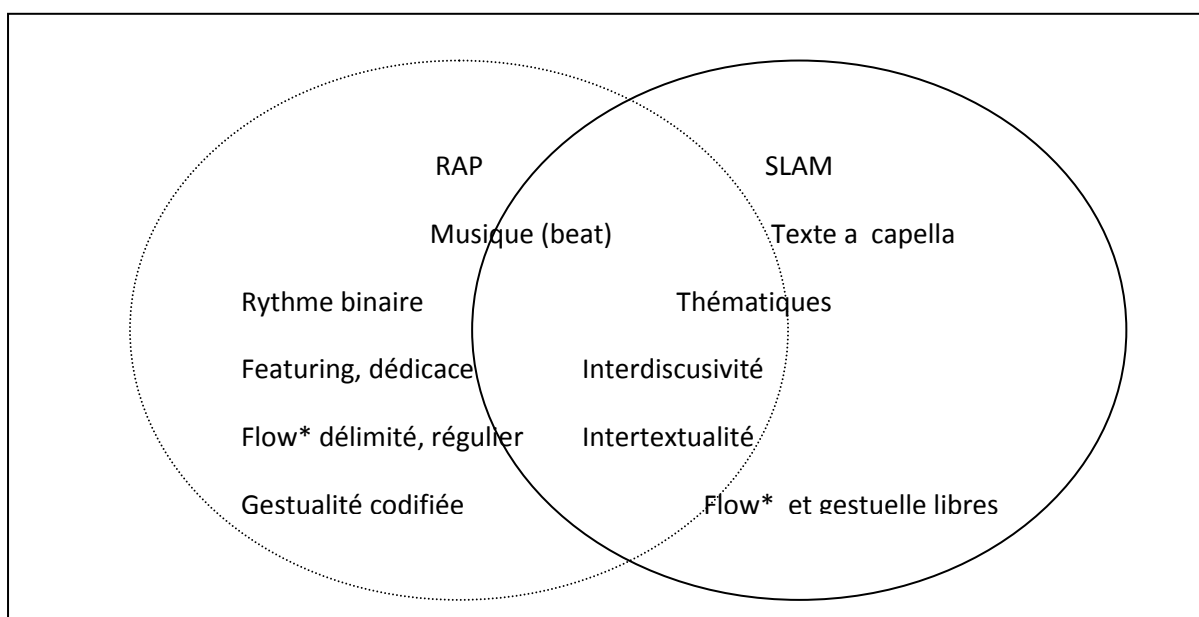 RAP SLAM
Musique (beat) Texte a capella
Rythme binaire Thématiques
Featuring, dédicace Interdiscusivité
Flow* délimité, régulier Intertextualité
Gestualité codifiée Flow* et gestuelle libres